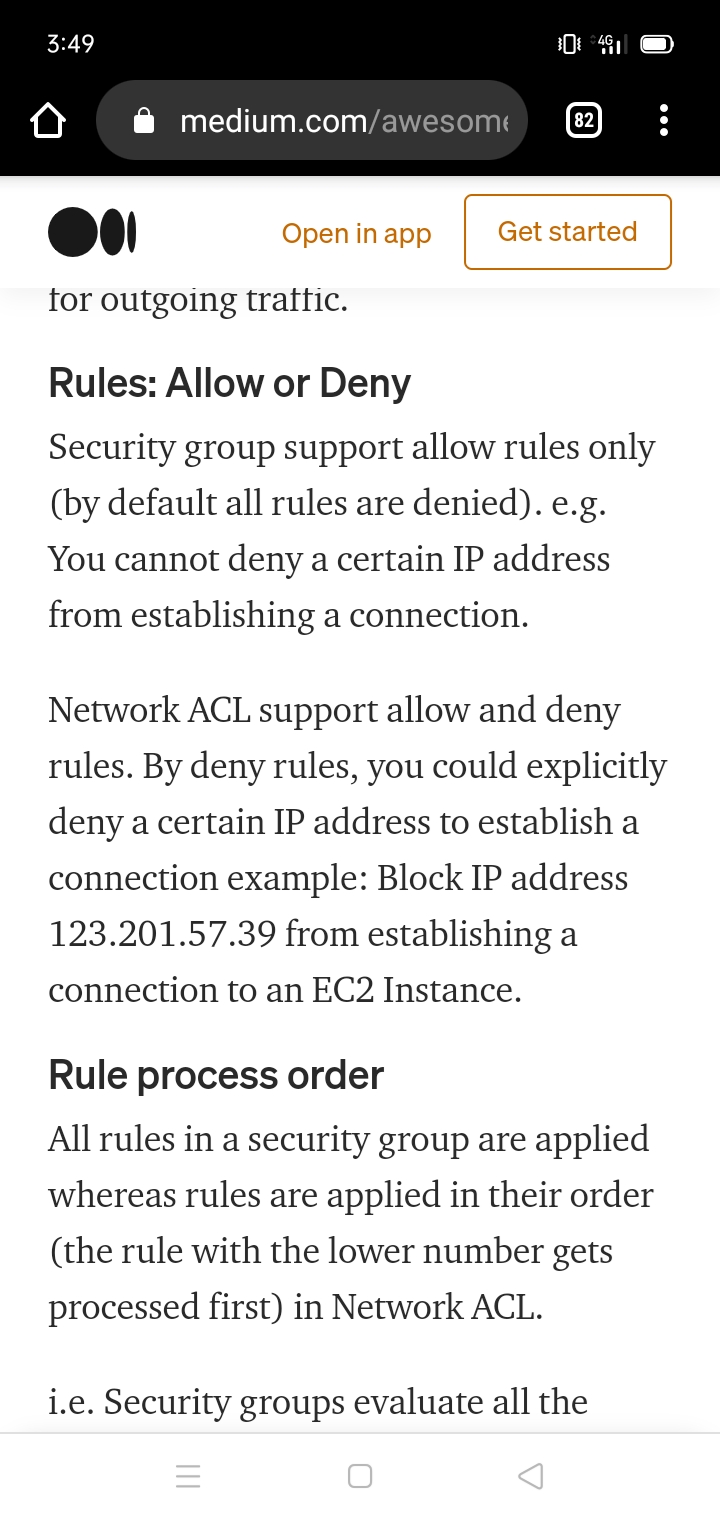 3:49
4G
medium.com/awesome
82
Open in app
Get started
for outgoing traffic.
Rules: Allow or Deny
Security group support allow rules only
(by default all rules are denied). e.g.
You cannot deny a certain IP address
from establishing a connection.
Network ACL support allow and deny
rules. By deny rules, you could explicitly
deny a certain IP address to establish a
connection example: Block IP address
123.201.57.39 from establishing a
connection to an EC2 Instance.
Rule process order
All rules in a security group are applied
whereas rules are applied in their order
(the rule with the lower number gets
processed first) in Network ACL.
i.e. Security groups evaluate all the